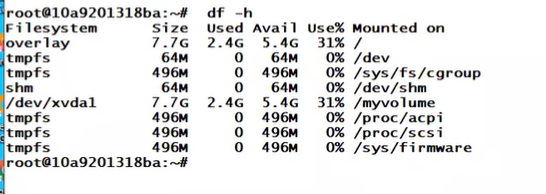 root@10a9201318ba:~#  df -h
Filesystem      Size  Used Avail Use% Mounted on
overlay         7.7G  2.4G  5.4G  31% /
tmpfs            64M     0   64M   0% /dev
tmpfs           496M     0  496M   0% /sys/fs/cgroup
shm              64M     0   64M   0% /dev/shm
/dev/xvda1      7.7G  2.4G  5.4G  31% /myvolume
tmpfs           496M     0  496M   0% /proc/acpi
tmpfs           496M     0  496M   0% /proc/scsi
tmpfs           496M     0  496M   0% /sys/firmware
root@10a9201318ba:~#